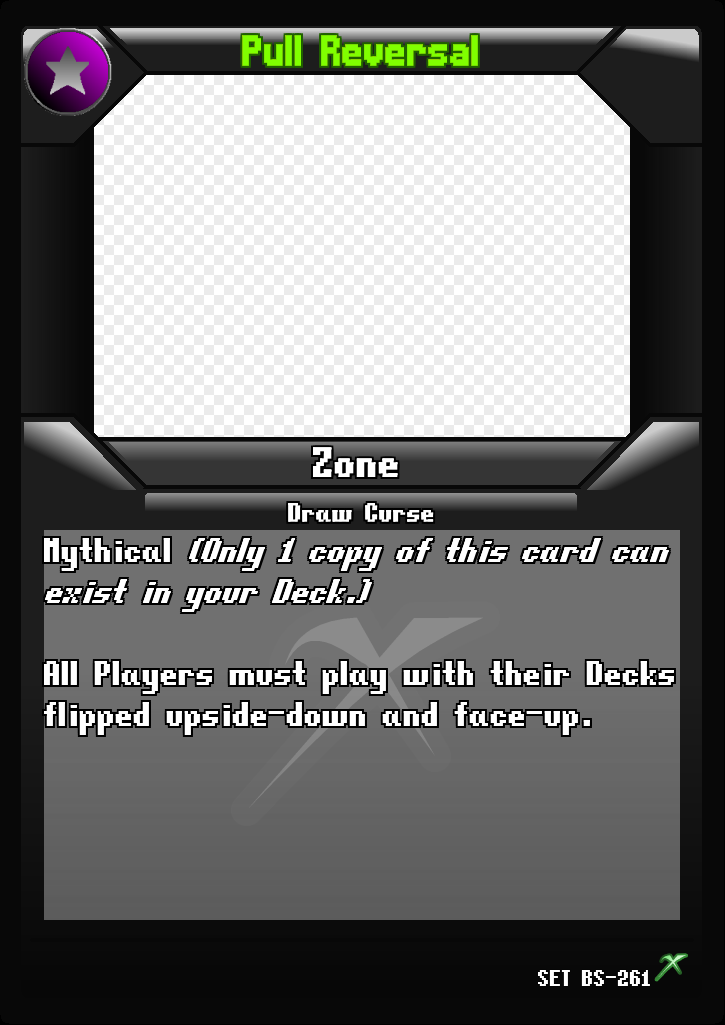 Pull Reversal
Zone
Draw Curse
Mythical (Only 1 copy of this card can
exist in your Deck.)
All Players must play with their Decks
flipped upside-down and face-up.
SET BS-261